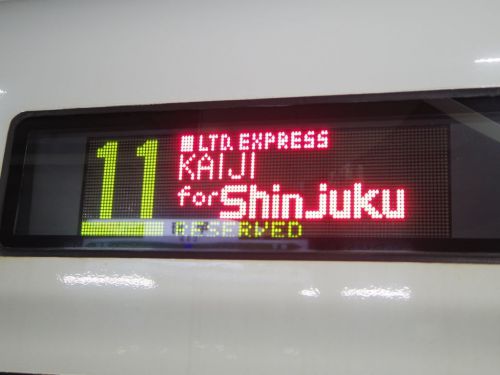 11
LTD. EXPRESS
KAIJI
for Shinjuku
RESERVED